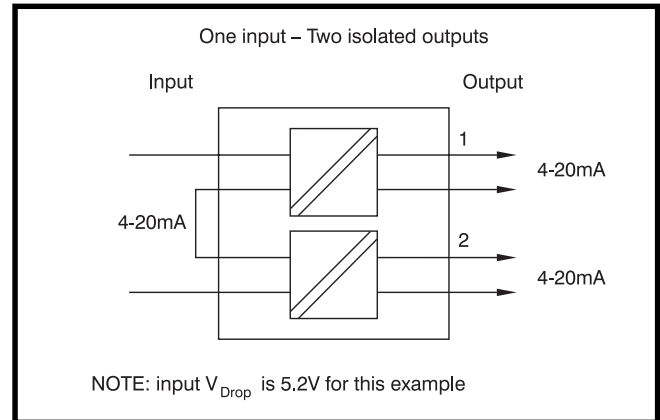 One input – Two isolated outputs
Input
Output
1
4-20mA
4-20mA
2
4-20mA
NOTE: input VDrop is 5.2V for this example